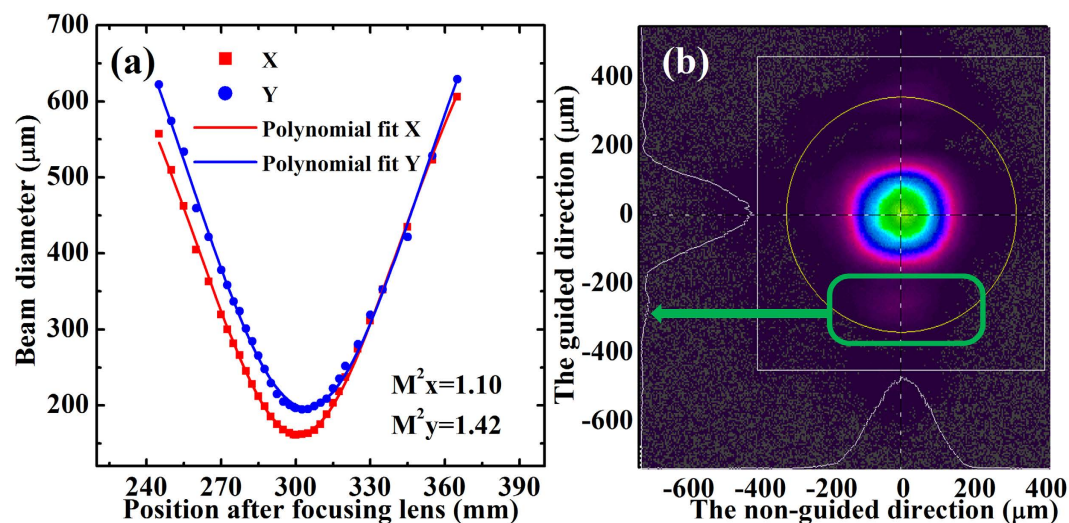 700
600
500
400
300
200
Beam diameter (μm)
(a)
X
Y
Polynomial fit X
Polynomial fit Y
M²x=1.10
M²y=1.42
240 270 300 330 360 390
Position after focusing lens (mm)
(b)
400
200
0
-200
-400
-600
The guided direction (μm)
-600 -400 -200 0 200 400
The non-guided direction (μm)